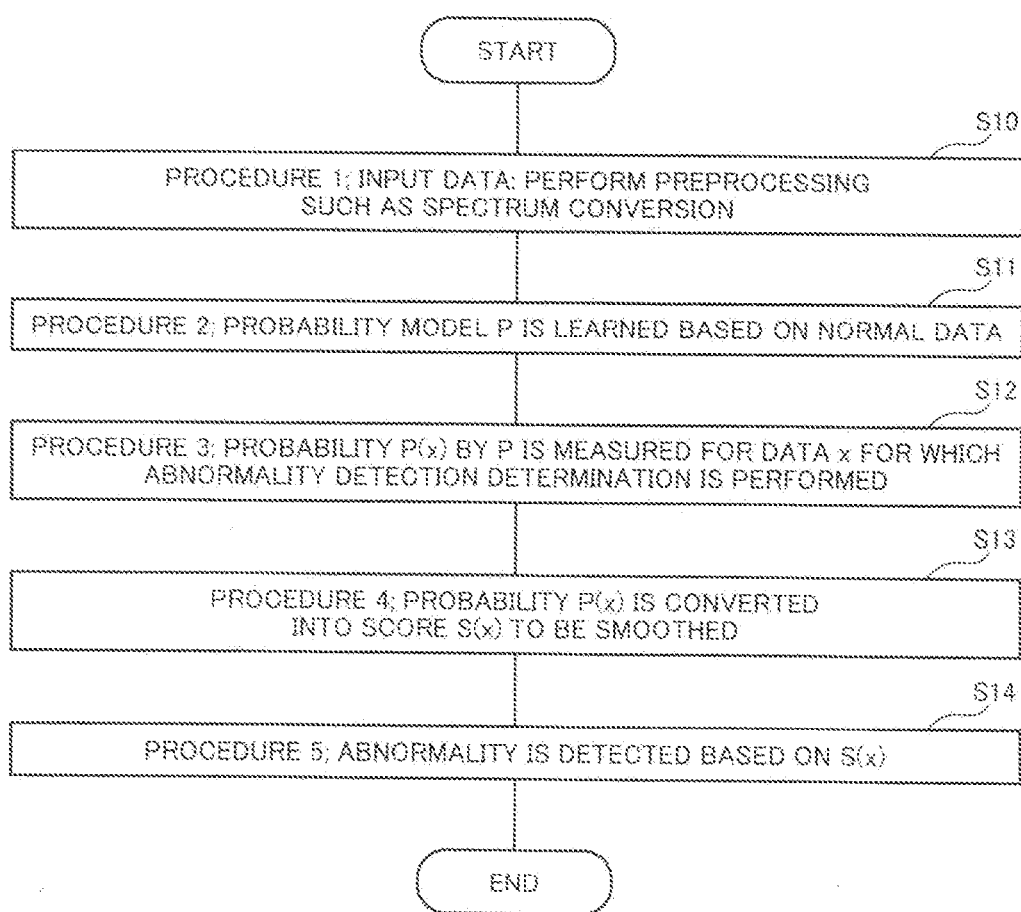 START
S10
PROCEDURE 1; INPUT DATA: PERFORM PREPROCESSING
SUCH AS SPECTRUM CONVERSION
S11
PROCEDURE 2; PROBABILITY MODEL P IS LEARNED BASED ON NORMAL DATA
S12
PROCEDURE 3; PROBABILITY P(x) BY P IS MEASURED FOR DATA x FOR WHICH
ABNORMALITY DETECTION DETERMINATION IS PERFORMED
S13
PROCEDURE 4; PROBABILITY P(x) IS CONVERTED
INTO SCORE S(x) TO BE SMOOTHED
S14
PROCEDURE 5; ABNORMALITY IS DETECTED BASED ON S(x)
END